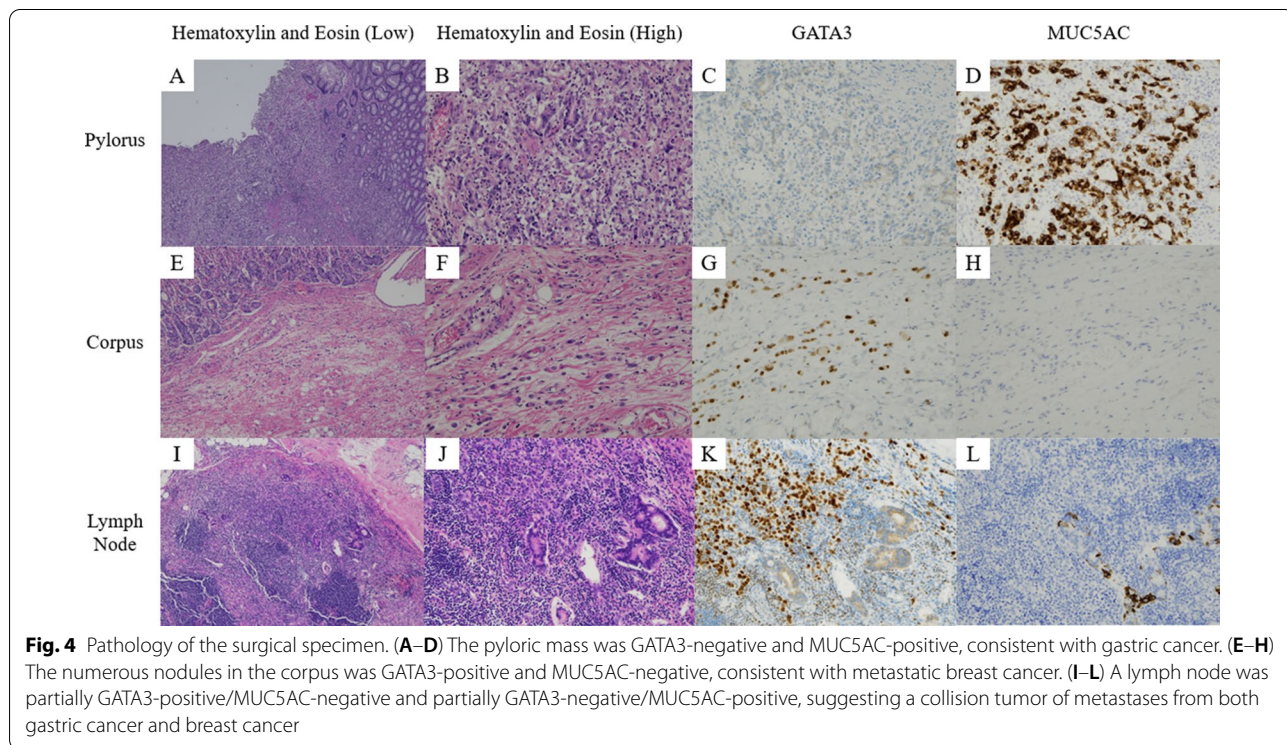 Hematoxylin and Eosin (Low) Hematoxylin and Eosin (High) GATA3 MUC5AC
A B C D
Pylorus
E F G H
Corpus
I J K L
Lymph
Node
Fig. 4 Pathology of the surgical specimen. (A–D) The pyloric mass was GATA3-negative and MUC5AC-positive, consistent with gastric cancer. (E–H)
The numerous nodules in the corpus was GATA3-positive and MUC5AC-negative, consistent with metastatic breast cancer. (I–L) A lymph node was
partially GATA3-positive/MUC5AC-negative and partially GATA3-negative/MUC5AC-positive, suggesting a collision tumor of metastases from both
gastric cancer and breast cancer